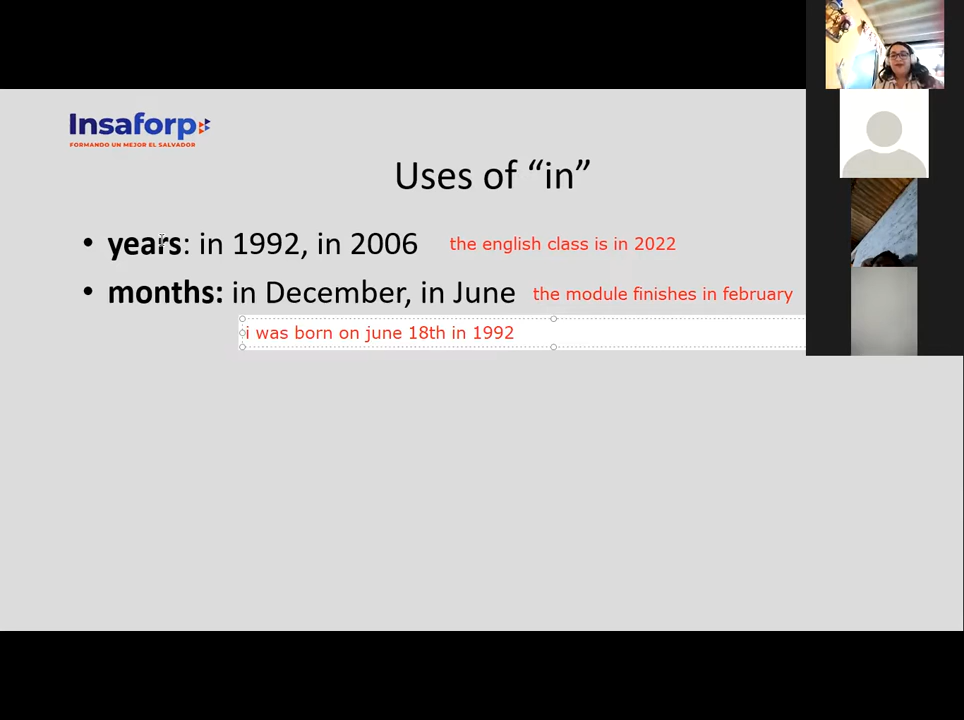 Insaforp
FORMANDO UN MEJOR EL SALVADOR
Uses of “in”
• years: in 1992, in 2006 the english class is in 2022
• months: in December, in June the module finishes in february
i was born on june 18th in 1992